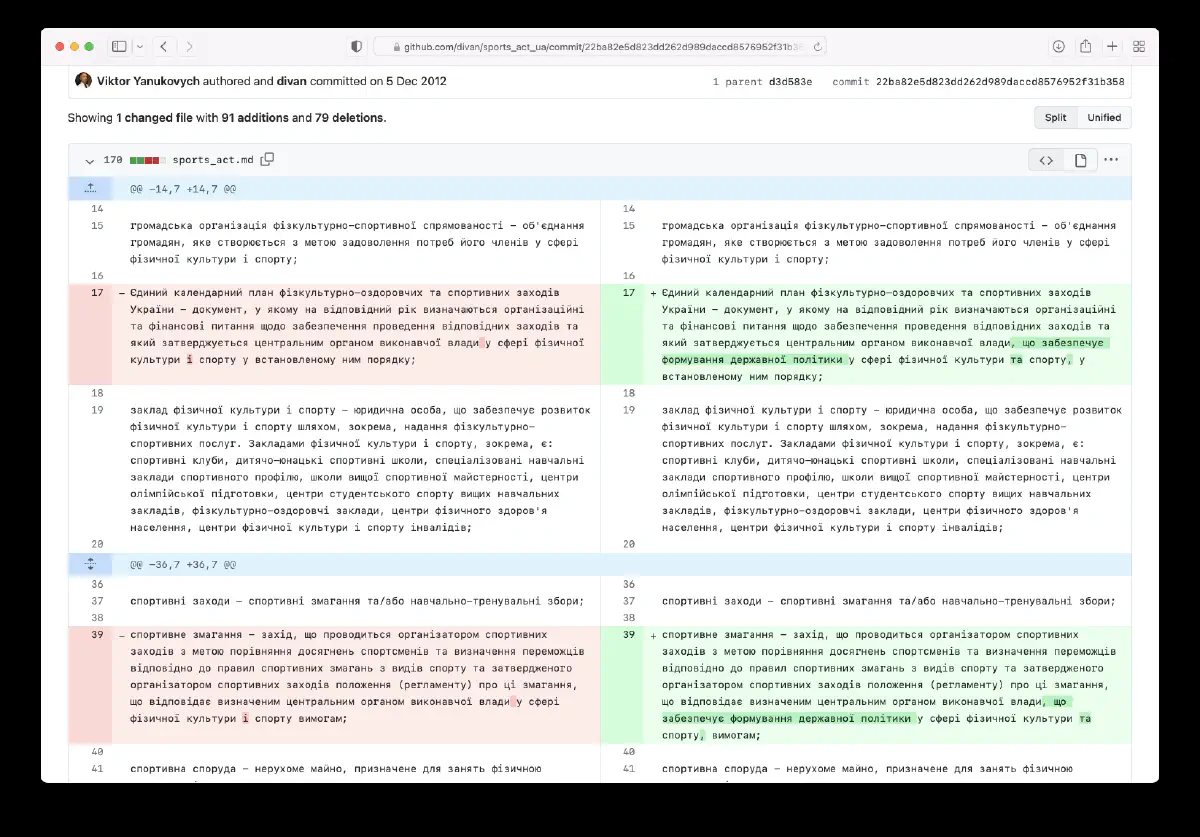 github.com/divan/sports_act_ua/commit/22ba82e5d823dd262d989daccd8576952f31b3
Viktor Yanukovych authored and divan committed on 5 Dec 2012
1 parent d3d583e commit 22ba82e5d823dd262d989daccd8576952f31b358
Showing 1 changed file with 91 additions and 79 deletions.
Split Unified
170 sports_act.md
@@ -14,7 +14,7 @@
14
15 громадська організація фізкультурно-спортивної спрямованості – об'єднання
громадян, яке створюється з метою задоволення потреб його членів у сфері
фізичної культури і спорту;
16
17 – Єдиний календарний план фізкультурно-оздоровчих та спортивних заходів
України – документ, у якому на відповідний рік визначаються організаційні
та фінансові питання щодо забезпечення проведення відповідних заходів та
який затверджується центральним органом виконавчої влади у сфері фізичної
культури і спорту у встановленому ним порядку;
18
19 заклад фізичної культури і спорту – юридична особа, що забезпечує розвиток
фізичної культури і спорту шляхом, зокрема, надання фізкультурно-
спортивних послуг. Закладами фізичної культури і спорту, зокрема, є:
спортивні клуби, дитячо-юнацькі спортивні школи, спеціалізовані навчальні
заклади спортивного профілю, школи вищої спортивної майстерності, центри
олімпійської підготовки, центри студентського спорту вищих навчальних
закладів, фізкультурно-оздоровчі заклади, центри фізичного здоров'я
населення, центри фізичної культури і спорту інвалідів;
20
@@ -36,7 +36,7 @@
36
37 спортивні заходи – спортивні змагання та/або навчально-тренувальні збори;
38
39 – спортивне змагання – захід, що проводиться організатором спортивних
заходів з метою порівняння досягнень спортсменів та визначення переможців
відповідно до правил спортивних змагань з видів спорту та затвердженого
організатором спортивних заходів положення (регламенту) про ці змагання,
що відповідає визначеним центральним органом виконавчої влади у сфері
фізичної культури і спорту вимогам;
40
41 спортивна споруда – нерухоме майно, призначене для занять фізичною
14
15 громадська організація фізкультурно-спортивної спрямованості – об'єднання
громадян, яке створюється з метою задоволення потреб його членів у сфері
фізичної культури і спорту;
16
17 + Єдиний календарний план фізкультурно-оздоровчих та спортивних заходів
України – документ, у якому на відповідний рік визначаються організаційні
та фінансові питання щодо забезпечення проведення відповідних заходів та
який затверджується центральним органом виконавчої влади, що забезпечує
формування державної політики у сфері фізичної культури та спорту, у
встановленому ним порядку;
18
19 заклад фізичної культури і спорту – юридична особа, що забезпечує розвиток
фізичної культури і спорту шляхом, зокрема, надання фізкультурно-
спортивних послуг. Закладами фізичної культури і спорту, зокрема, є:
спортивні клуби, дитячо-юнацькі спортивні школи, спеціалізовані навчальні
заклади спортивного профілю, школи вищої спортивної майстерності, центри
олімпійської підготовки, центри студентського спорту вищих навчальних
закладів, фізкультурно-оздоровчі заклади, центри фізичного здоров'я
населення, центри фізичної культури і спорту інвалідів;
20
36
37 спортивні заходи – спортивні змагання та/або навчально-тренувальні збори;
38
39 + спортивне змагання – захід, що проводиться організатором спортивних
заходів з метою порівняння досягнень спортсменів та визначення переможців
відповідно до правил спортивних змагань з видів спорту та затвердженого
організатором спортивних заходів положення (регламенту) про ці змагання,
що відповідає визначеним центральним органом виконавчої влади, що
забезпечує формування державної політики у сфері фізичної культури та
спорту, вимогам;
40
41 спортивна споруда – нерухоме майно, призначене для занять фізичною